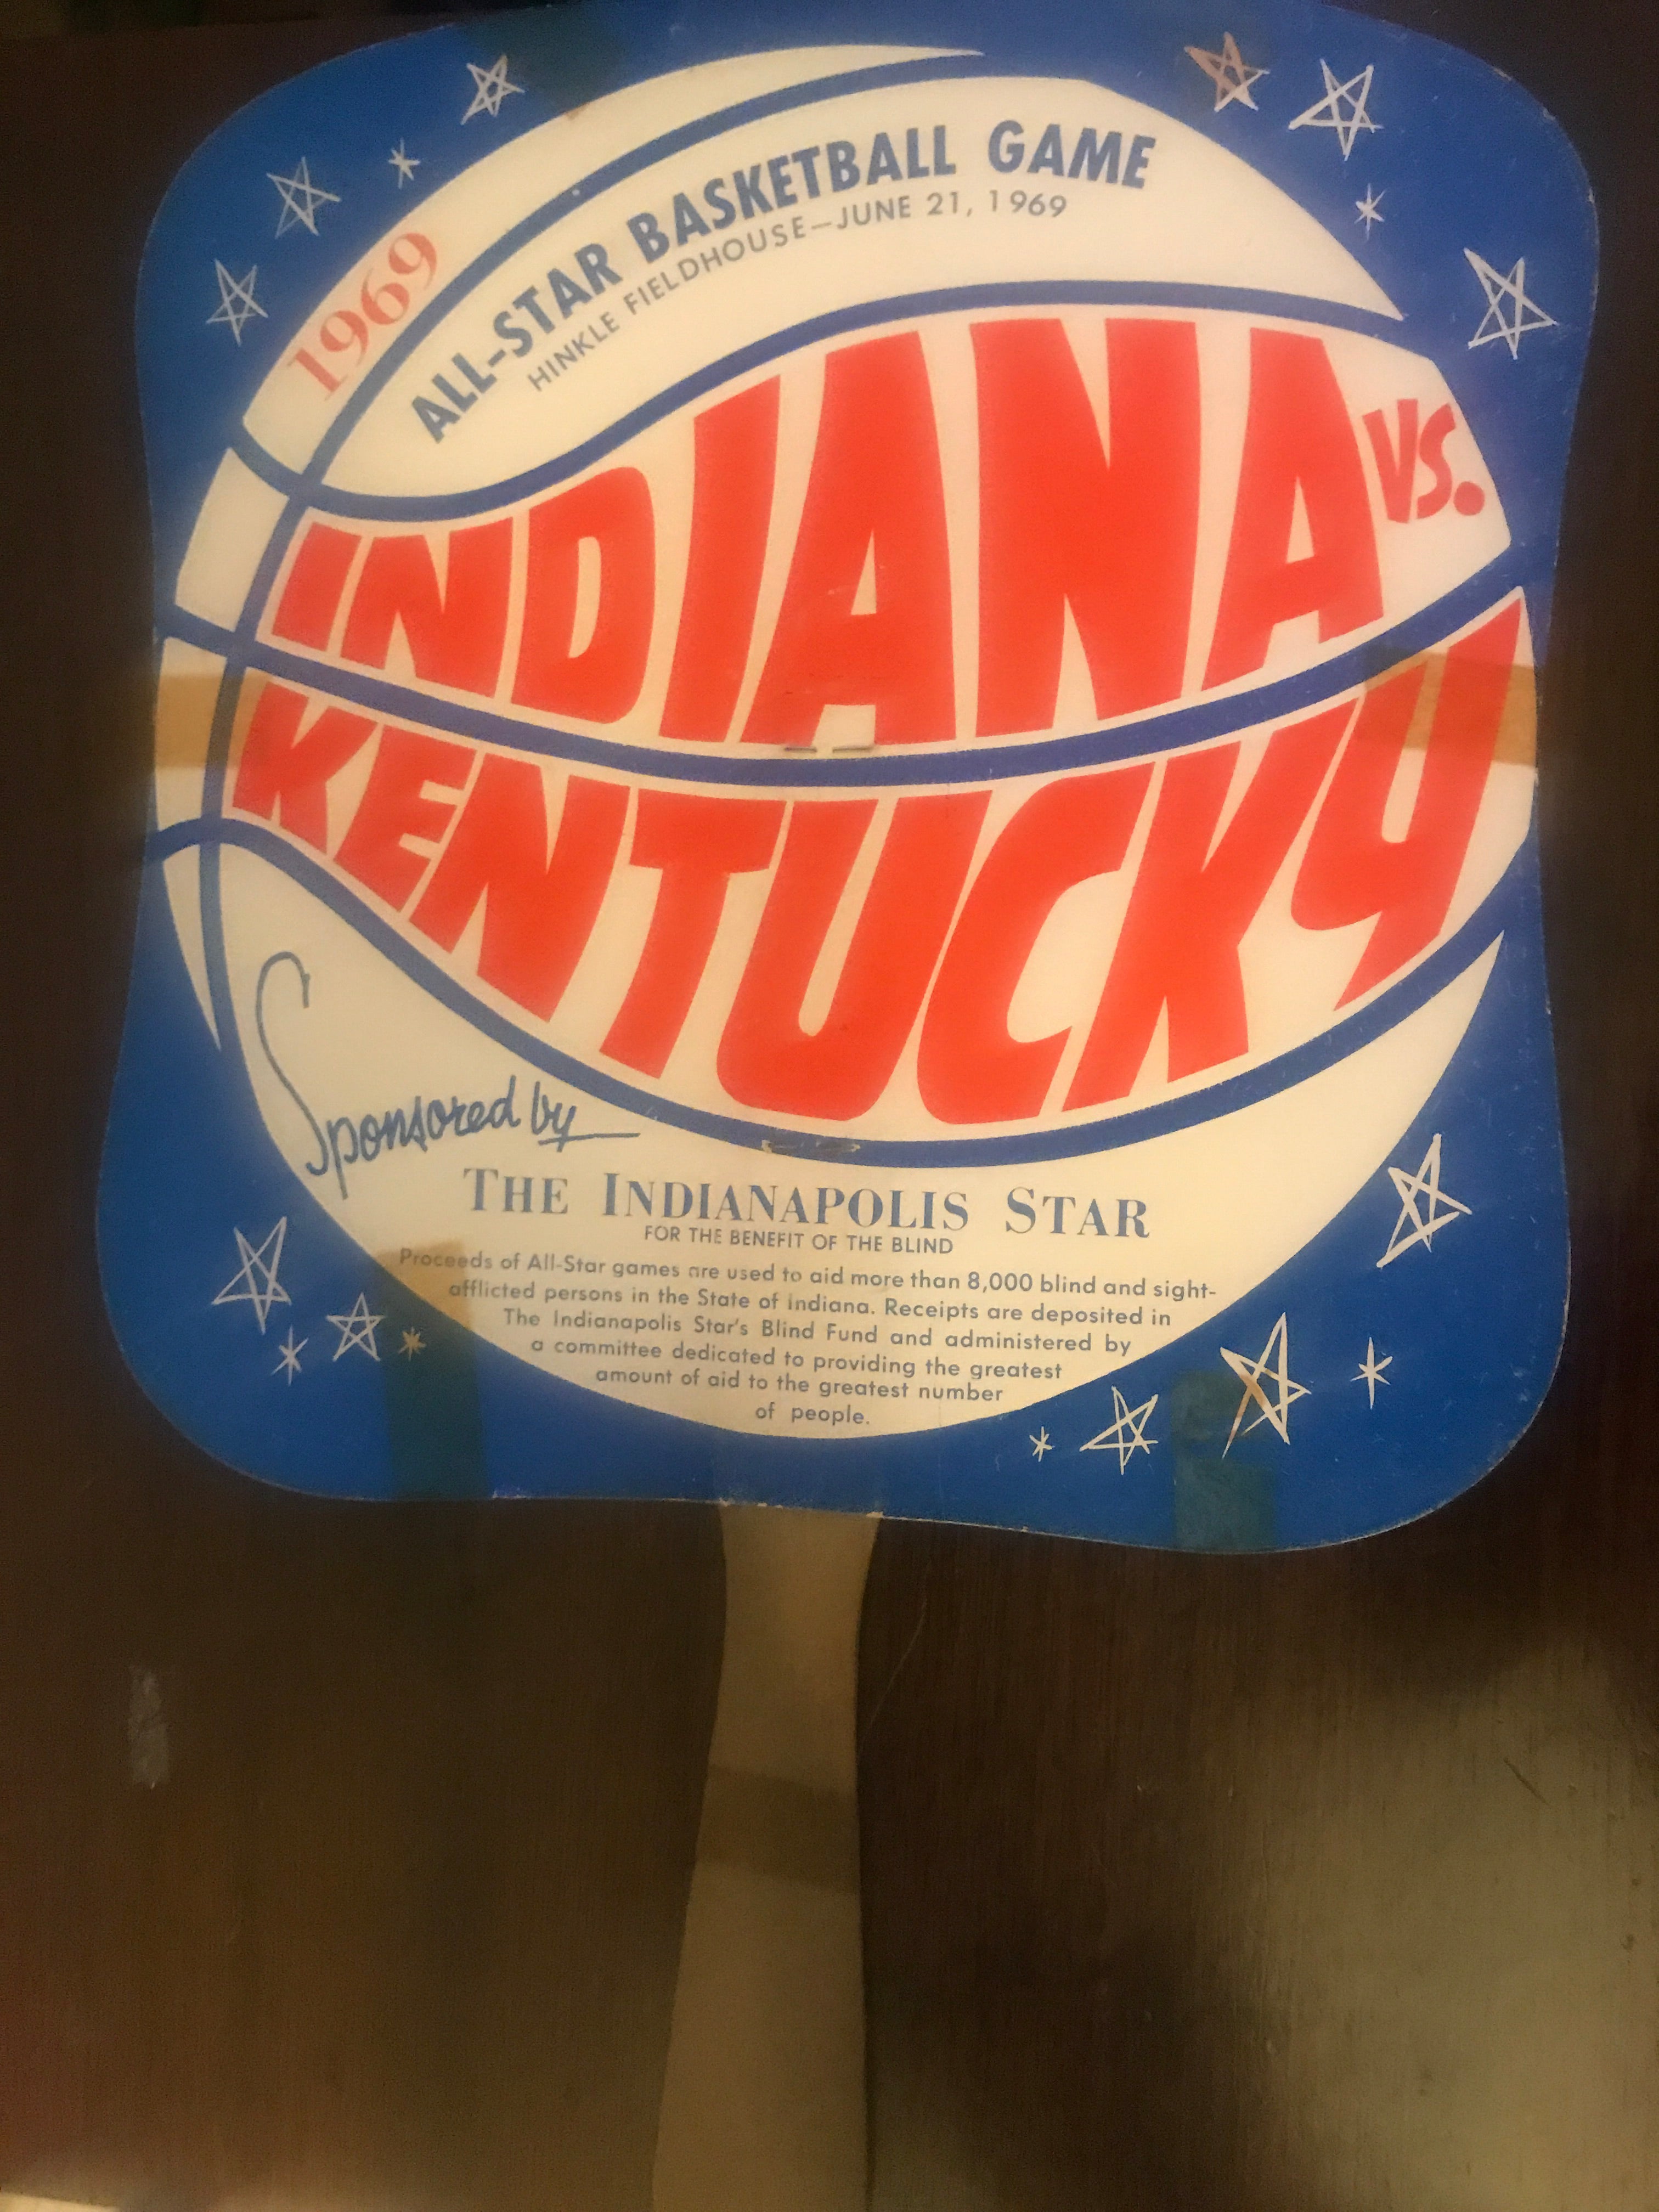 1969
ALL-STAR BASKETBALL GAME
HINKLE FIELDHOUSE—JUNE 21, 1969
INDIANA VS.
KENTUCKY
Sponsored by
THE INDIANAPOLIS STAR
FOR THE BENEFIT OF THE BLIND
Proceeds of All-Star games are used to aid more than 8,000 blind and sight-
afflicted persons in the State of Indiana. Receipts are deposited in
The Indianapolis Star's Blind Fund and administered by
a committee dedicated to providing the greatest
amount of aid to the greatest number
of people.